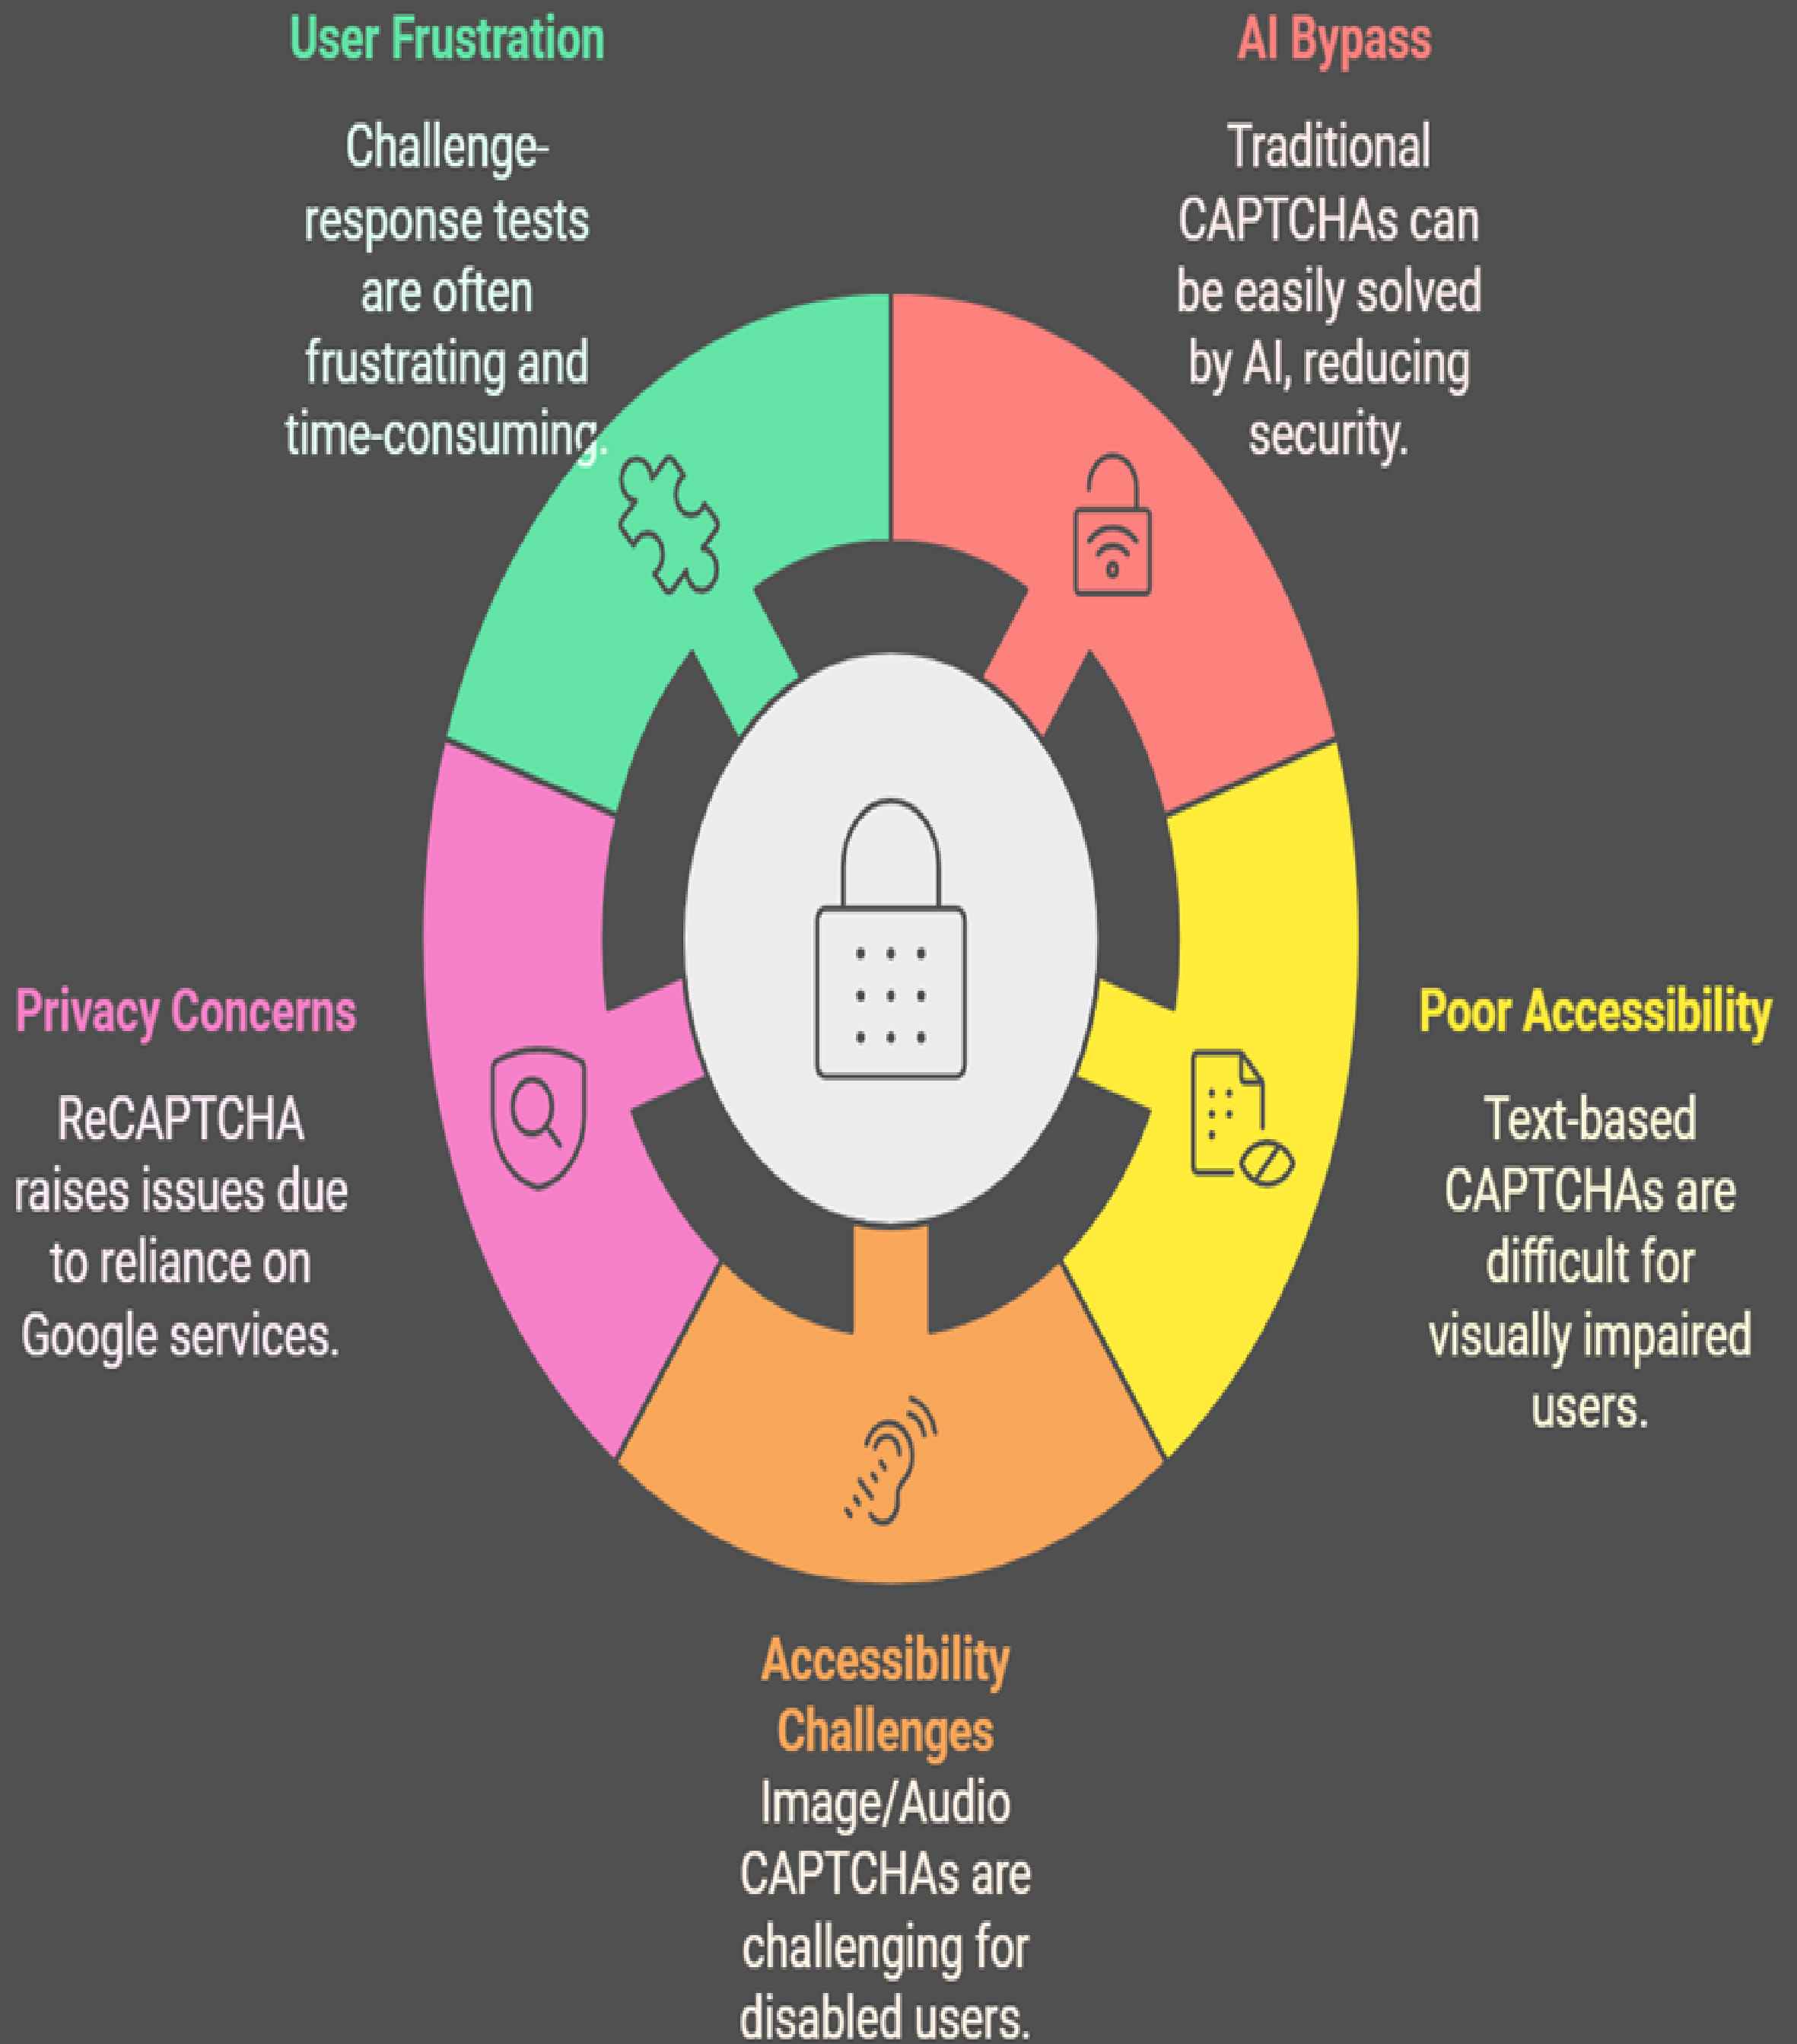 User Frustration
Challenge-
response tests
are often
frustrating and
time-consuming.
AI Bypass
Traditional
CAPTCHAs can
be easily solved
by AI, reducing
security.
Privacy Concerns
ReCAPTCHA
raises issues due
to reliance on
Google services.
Poor Accessibility
Text-based
CAPTCHAs are
difficult for
visually impaired
users.
Accessibility
Challenges
Image/Audio
CAPTCHAs are
challenging for
disabled users.